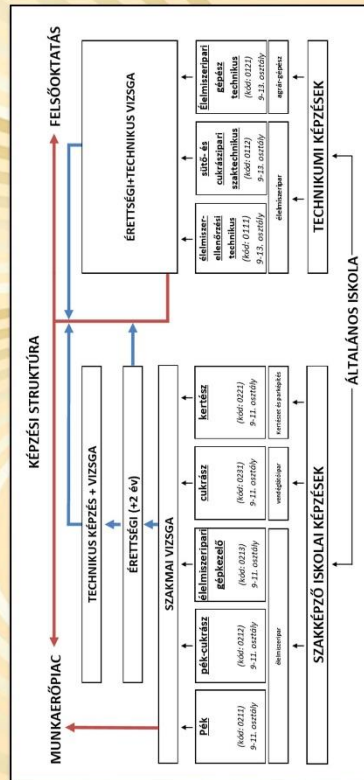 KÉPZÉSI STRUKTÚRA
MUNKAERŐPIAC
FELSŐOKTATÁS
TECHNIKUS KÉPZÉS + VIZSGA
ÉRETTSÉGI (+2 év)
SZAKMAI VIZSGA
ÉRETTSÉGI+TECHNIKUS VIZSGA
Pék
(kód: 0211)
9-11. osztály
pék-cukrász
(kód: 0212)
9-11. osztály
élelmiszeripari
gépkezelő
(kód: 0213)
9-11. osztály
cukrász
(kód: 0231)
9-11. osztály
kertész
(kód: 0221)
9-11. osztály
élelmiszer-
ellenőrzési
technikus
(kód: 0111)
9-13. osztály
sütő- és
cukrászipari
szaktechnikus
(kód: 0112)
9-13. osztály
Élelmiszeripari
gépész
technikus
(kód: 0121)
9-13. osztály
élelmiszeripar
vendéglátóipar
Kertészet és parképítés
élelmiszeripar
agrár-gépész
SZAKKÉPZŐ ISKOLAI KÉPZÉSEK
TECHNIKUMI KÉPZÉSEK
ÁLTALÁNOS ISKOLA